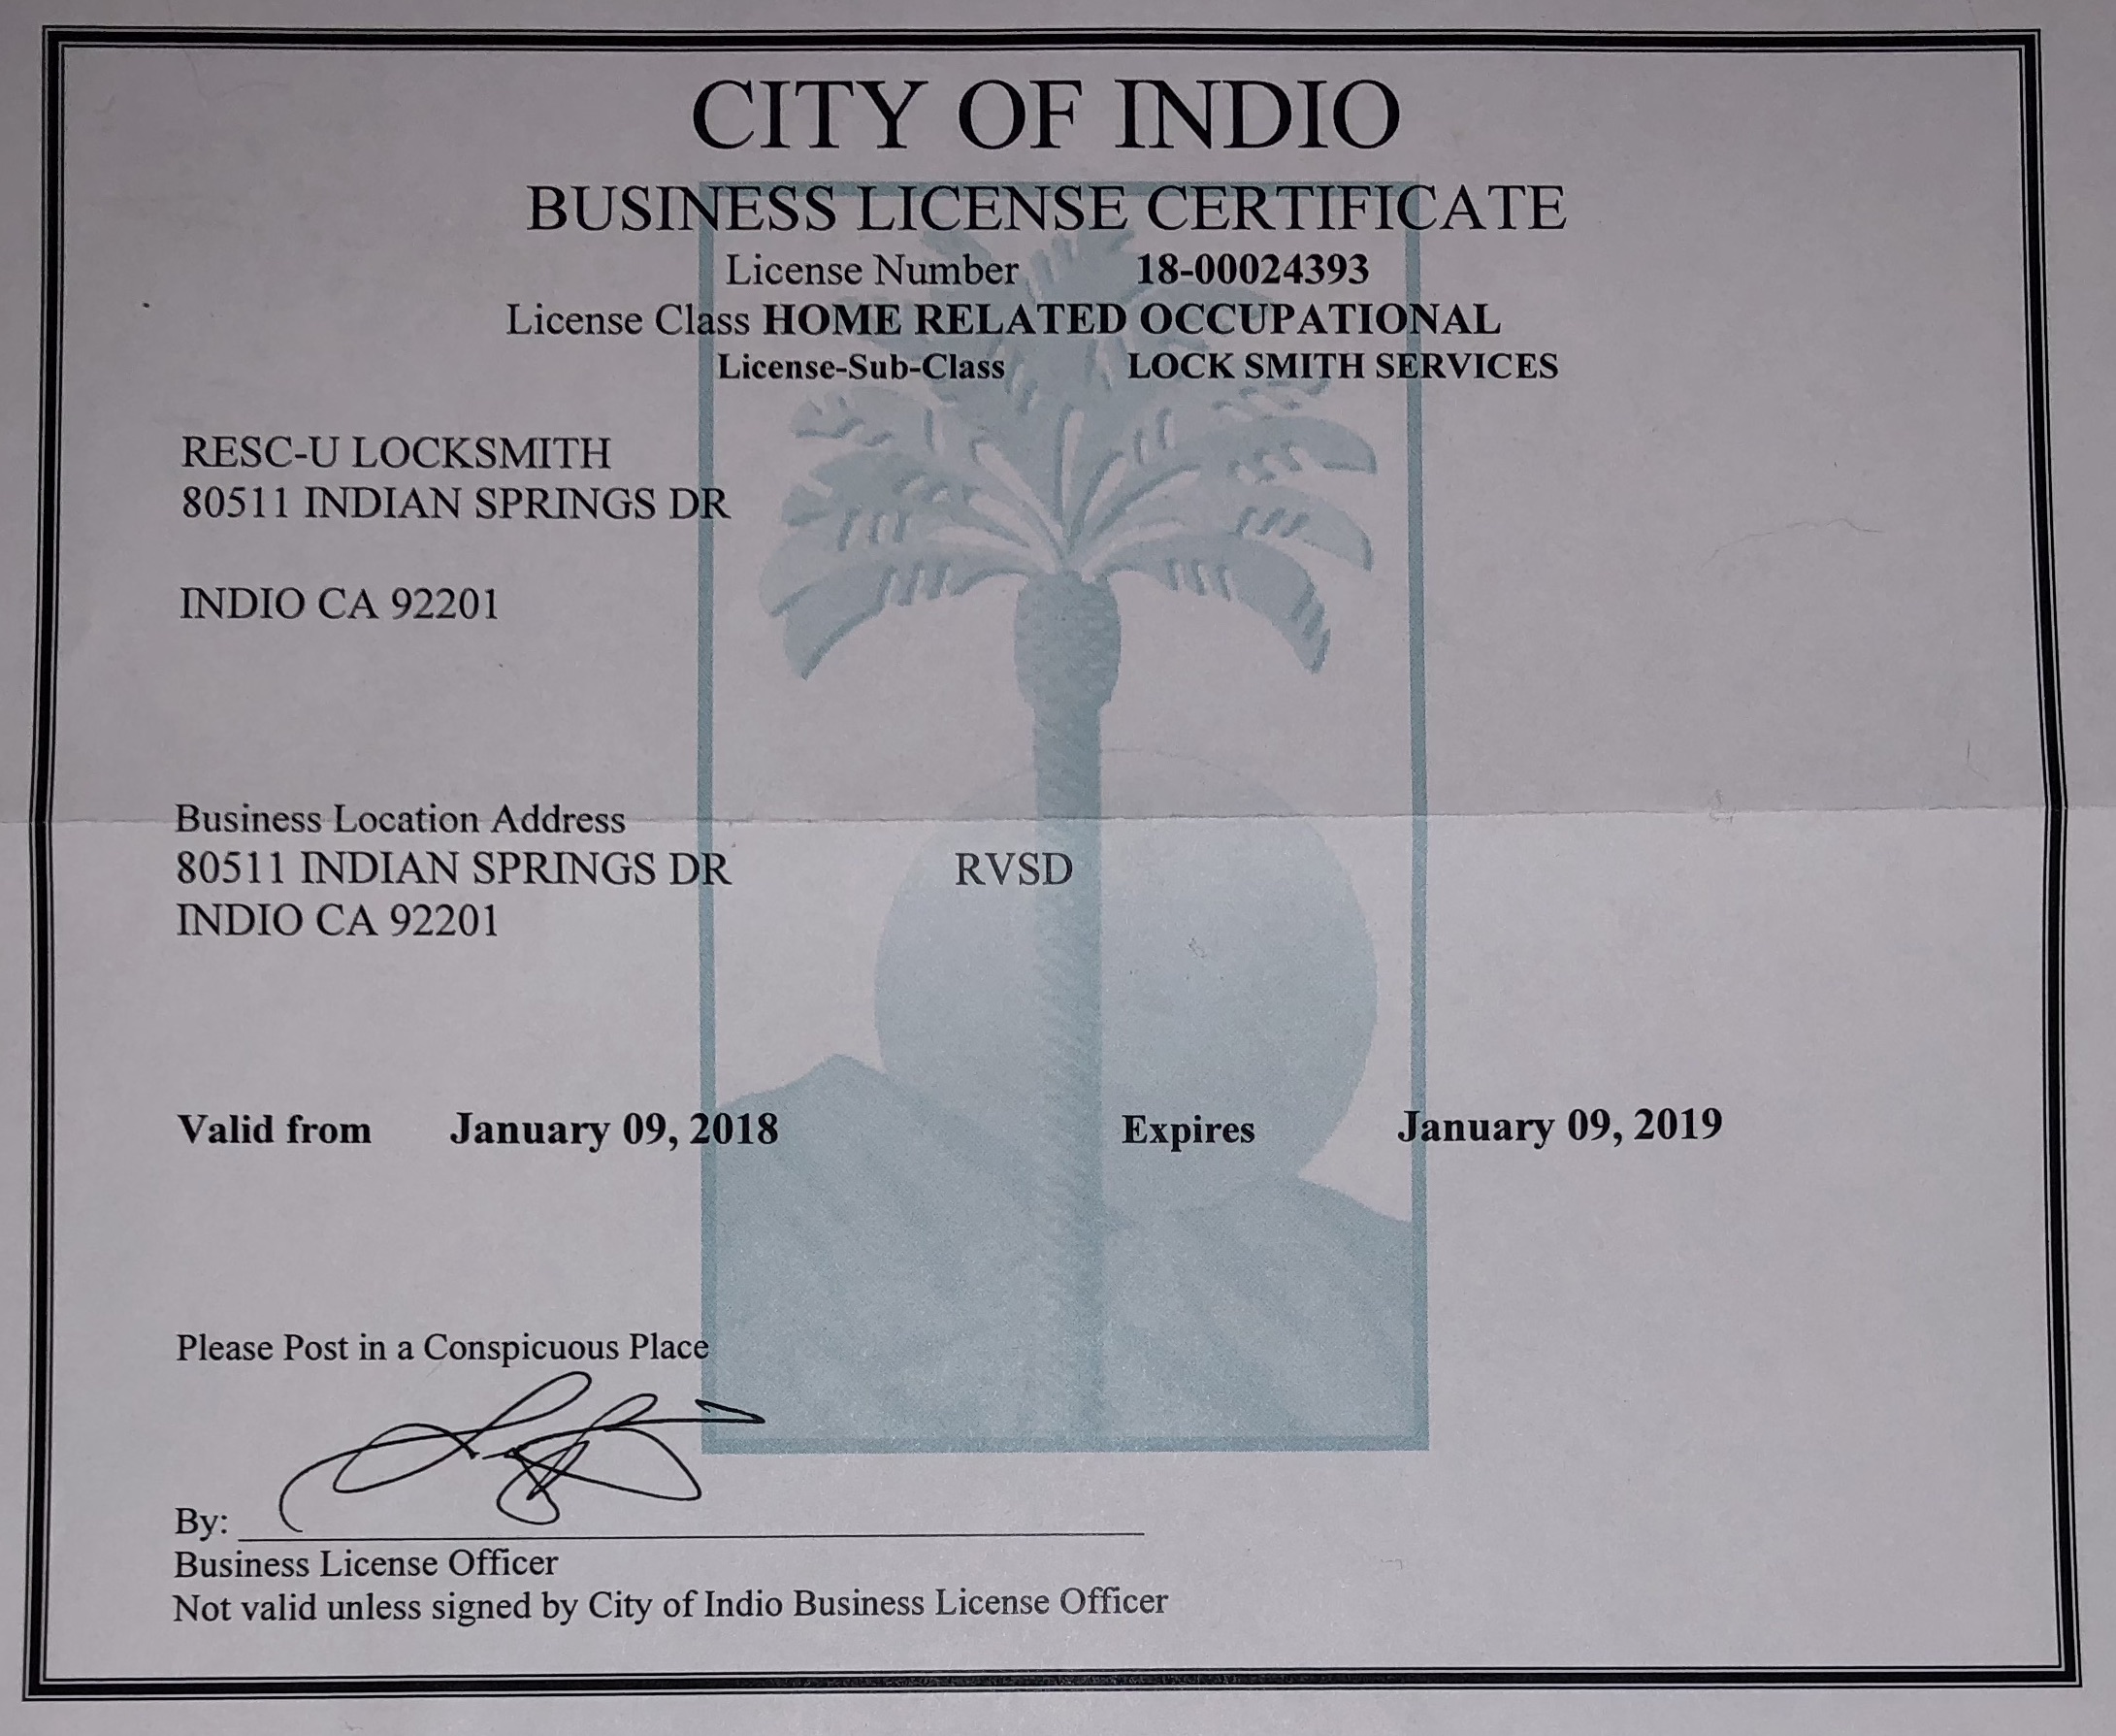 CITY OF INDIO
BUSINESS LICENSE CERTIFICATE
License Number 18-00024393
License Class HOME RELATED OCCUPATIONAL
License-Sub-Class LOCK SMITH SERVICES
RESC-U LOCKSMITH
80511 INDIAN SPRINGS DR
INDIO CA 92201
Business Location Address
80511 INDIAN SPRINGS DR RVSD
INDIO CA 92201
Valid from January 09, 2018 Expires January 09, 2019
Please Post in a Conspicuous Place
By:
Business License Officer
Not valid unless signed by City of Indio Business License Officer